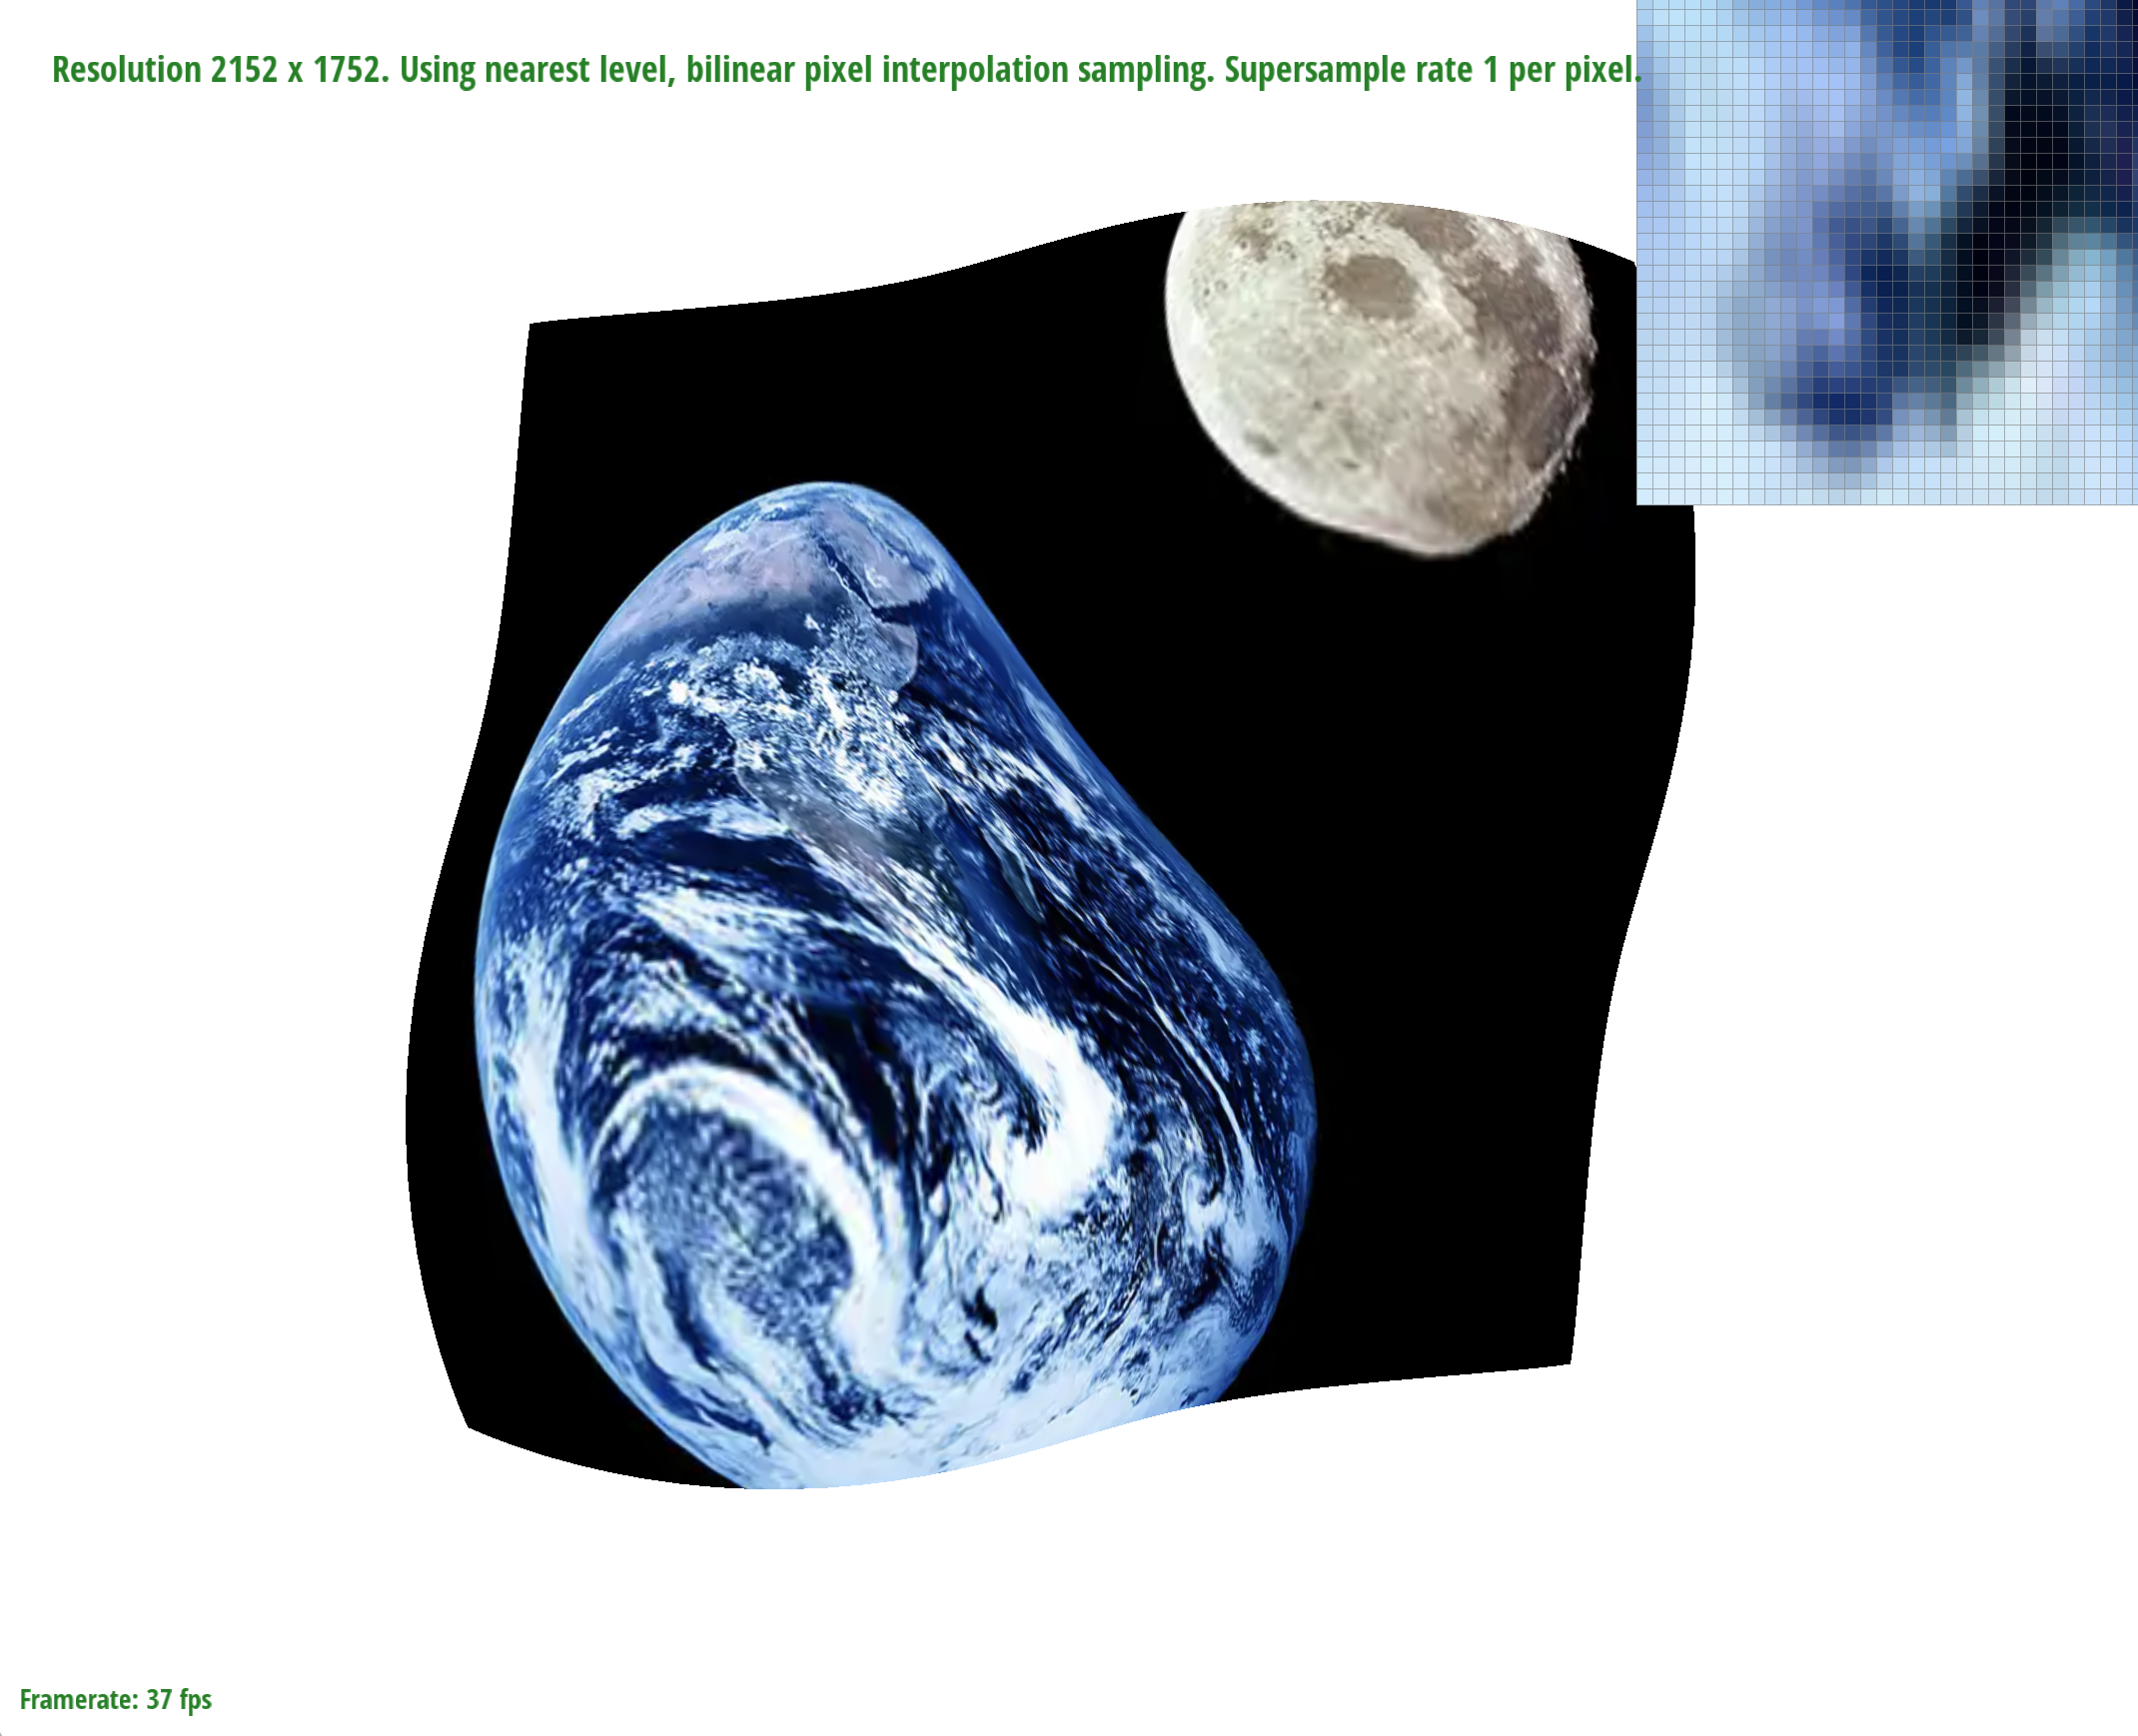 Resolution 2152 x 1752. Using nearest level, bilinear pixel interpolation sampling. Supersample rate 1 per pixel.
Framerate: 37 fps